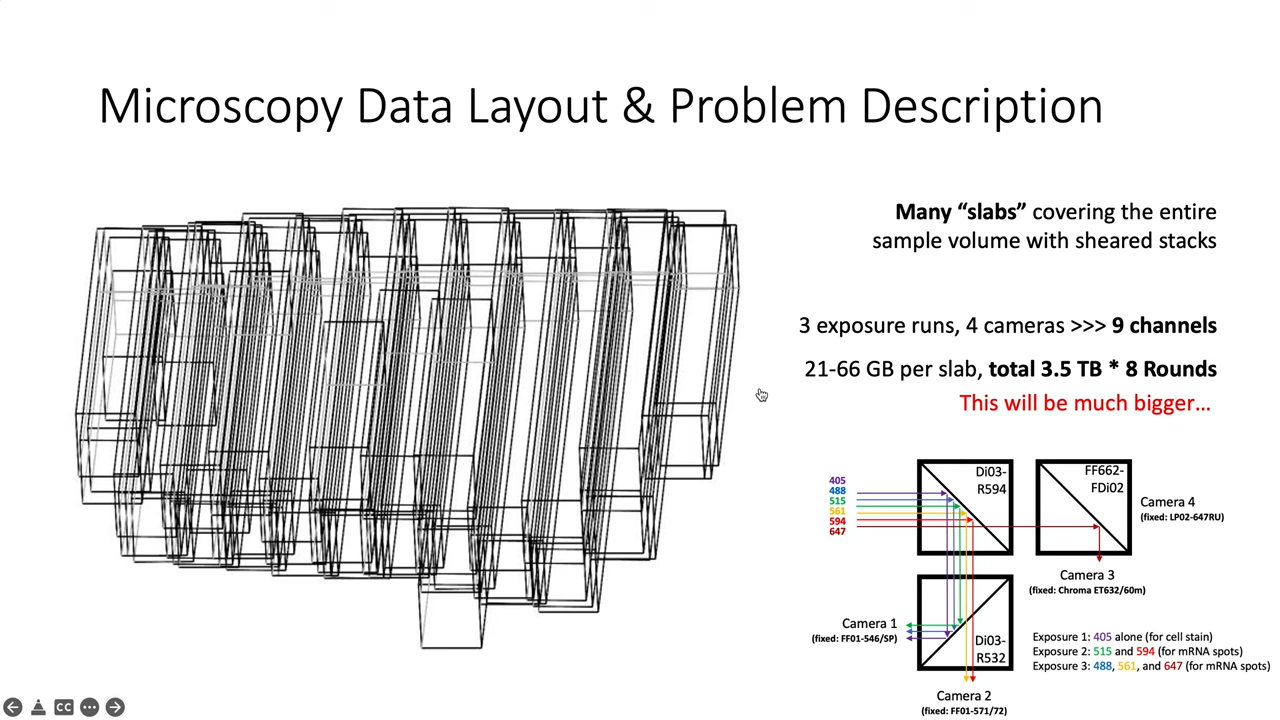 Microscopy Data Layout & Problem Description
Many “slabs” covering the entire
sample volume with sheared stacks
3 exposure runs, 4 cameras >>> 9 channels
21-66 GB per slab, total 3.5 TB * 8 Rounds
This will be much bigger…
405
488
515
561
594
647
Di03-
R594
FF662-
FDi02
Camera 4
(fixed: LP02-647RU)
Camera 3
(fixed: Chroma ET632/60m)
Camera 1
(fixed: FF01-546/SP)
Di03-
R532
Camera 2
(fixed: FF01-571/72)
Exposure 1: 405 alone (for cell stain)
Exposure 2: 515 and 594 (for mRNA spots)
Exposure 3: 488, 561, and 647 (for mRNA spots)
CC